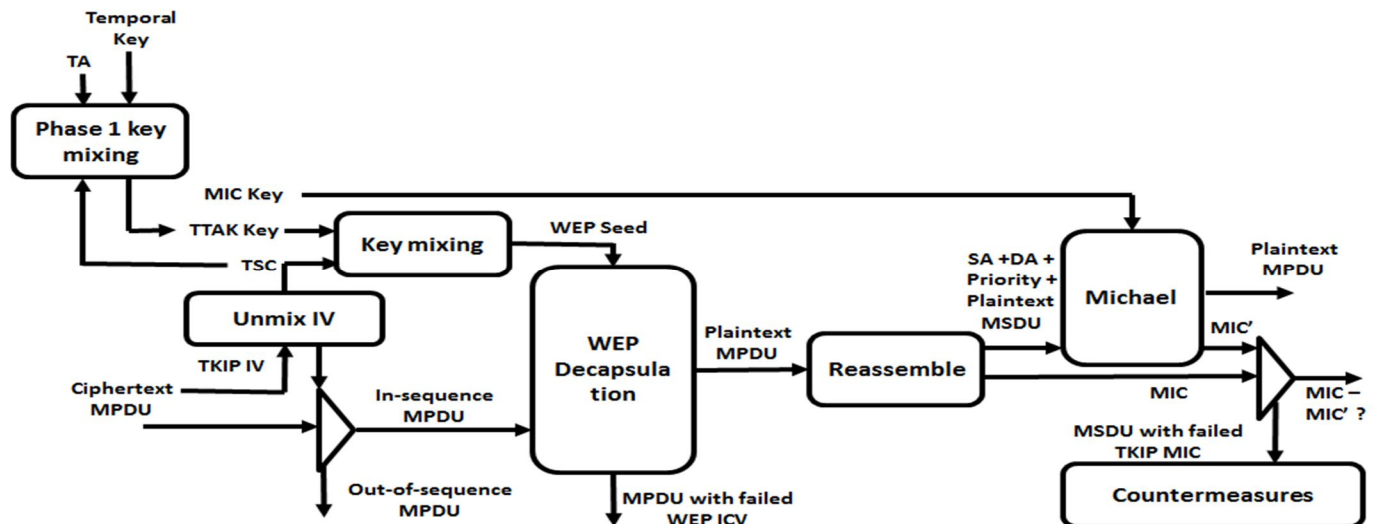 Temporal
Key
TA
Phase 1 key
mixing
MIC Key
TTAK Key
Key mixing
WEP Seed
TSC
Unmix IV
TKIP IV
Ciphertext
MPDU
In-sequence
MPDU
Out-of-sequence
MPDU
WEP
Decapsula
tion
MPDU with failed
WEP ICV
Plaintext
MPDU
Reassemble
SA +DA +
Priority +
Plaintext
MSDU
Michael
Plaintext
MPDU
MIC'
MIC
MIC –
MIC' ?
MSDU with failed
TKIP MIC
Countermeasures